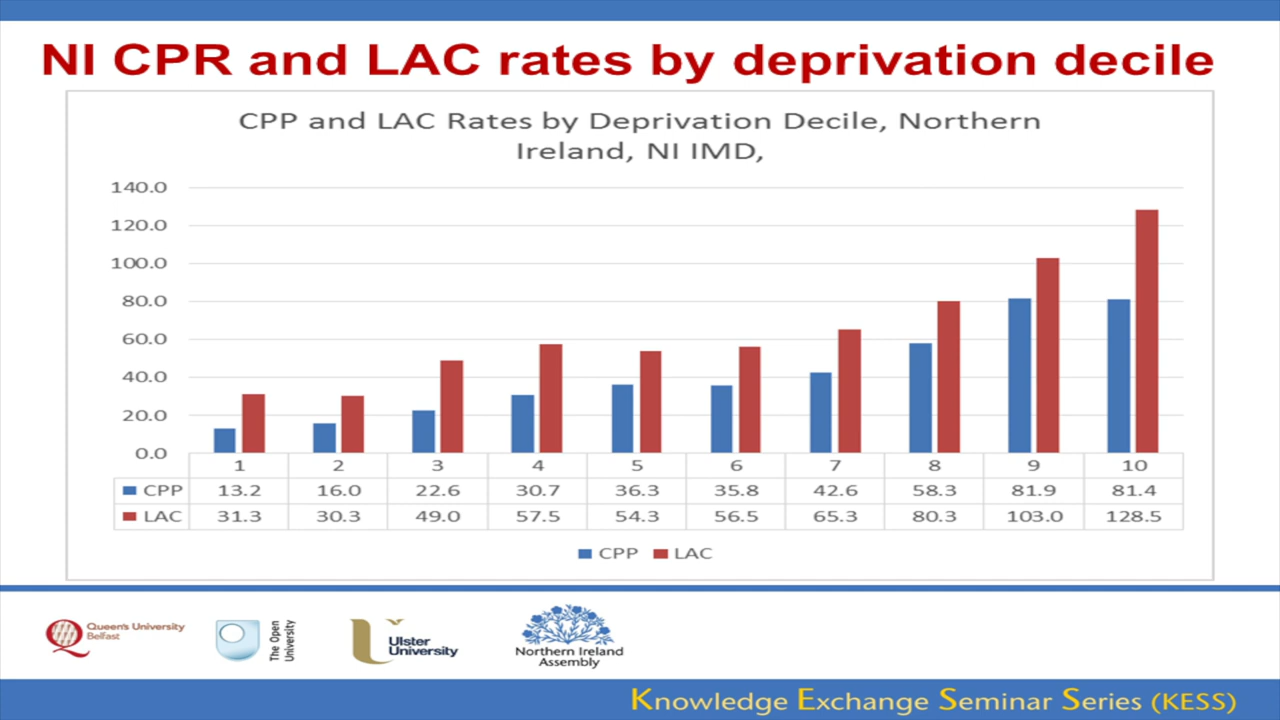 NI CPR and LAC rates by deprivation decile
CPP and LAC Rates by Deprivation Decile, Northern
Ireland, NI IMD,
140.0
120.0
100.0
80.0
60.0
40.0
20.0
0.0
1 2 3 4 5 6 7 8 9 10
CPP 13.2 16.0 22.6 30.7 36.3 35.8 42.6 58.3 81.9 81.4
LAC 31.3 30.3 49.0 57.5 54.3 56.5 65.3 80.3 103.0 128.5
CPP LAC
Queen's University
Belfast
The Open
University
Ulster
University
Northern Ireland
Assembly
Knowledge Exchange Seminar Series (KESS)